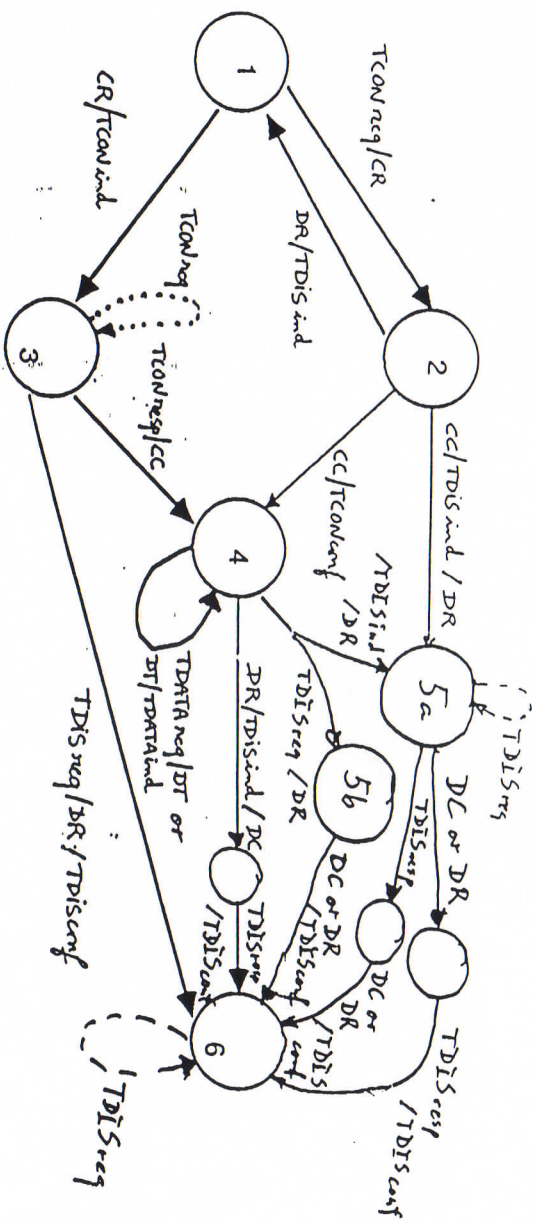 1
TCONreq/CR
CR/TCONind
DR/TDISind
2
TCONreq
3
TCONresp/CC
CC/TDISind/DR
CC/TCONconf
/TDISind
/DR
4
TDATAreq/DT or
DT/TDATAind
5a
TDISreq
TDISreq/DR
5b
DR/TDISind/DC
DC or DR
TDISresp
DC or DR
/TDISconf
DC or
DR
/TDIS
conf
TDISresp
/TDISconf
TDISresp
/TDISconf
TDISreq/DR;/TDISconf
6
TDISreq